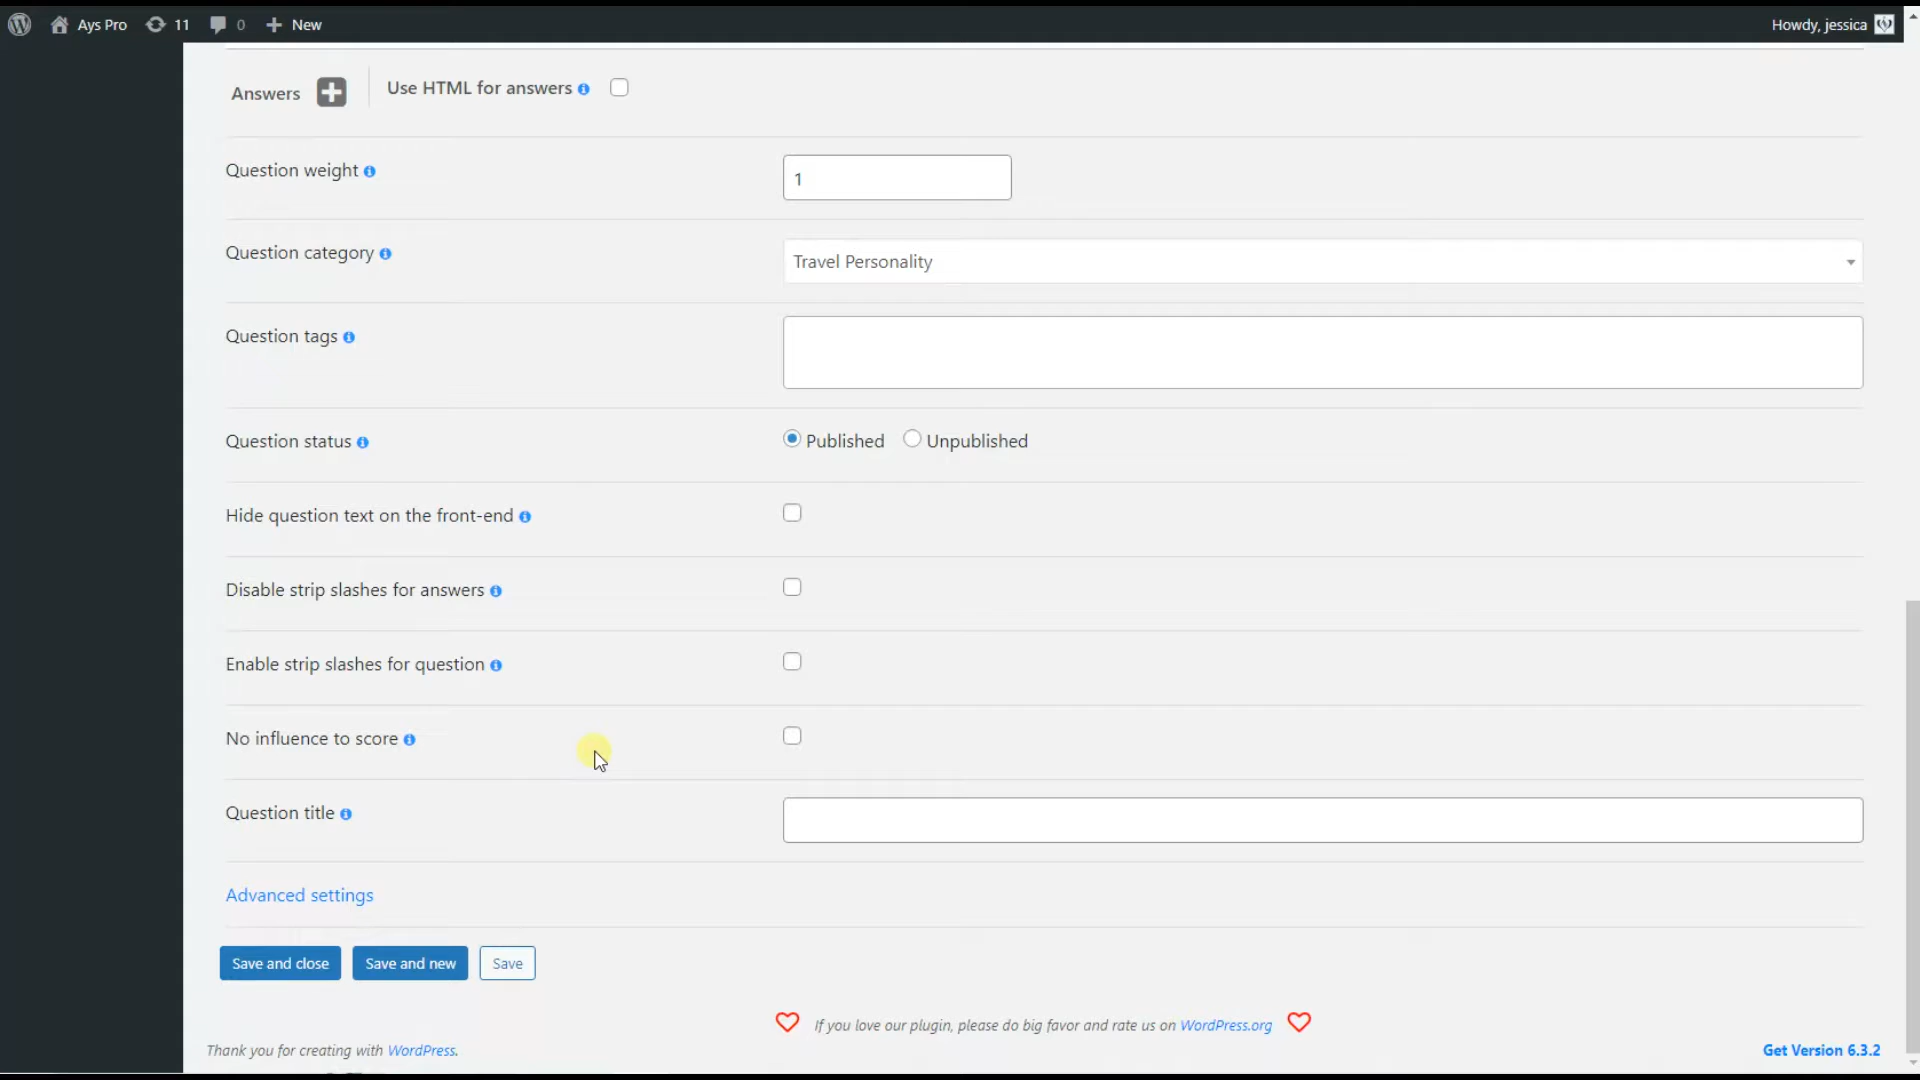 Ays Pro 11 0 New Howdy, jessica
Answers Use HTML for answers
Question weight 1
Question category Travel Personality
Question tags
Question status Published Unpublished
Hide question text on the front-end
Disable strip slashes for answers
Enable strip slashes for question
No influence to score
Question title
Advanced settings
Save and close Save and new Save
If you love our plugin, please do big favor and rate us on WordPress.org
Thank you for creating with WordPress. Get Version 6.3.2